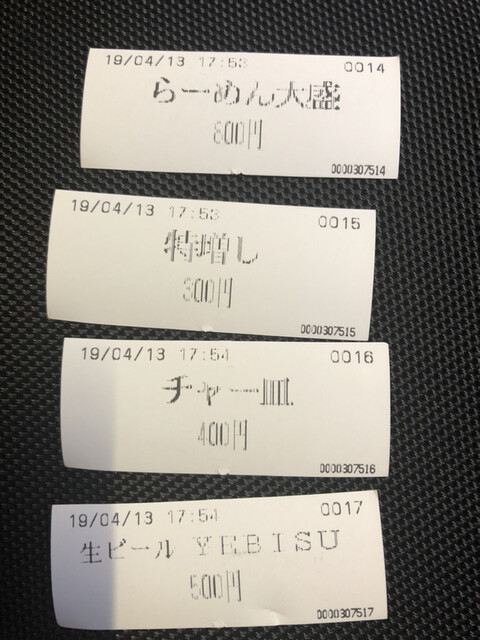 19/04/13 17:53 0014
らーめん大盛
800円
0000307514
19/04/13 17:53 0015
特増し
300円
0000307515
19/04/13 17:54 0016
チャー皿
400円
0000307516
19/04/13 17:54 0017
生ビール YEBISU
500円
0000307517